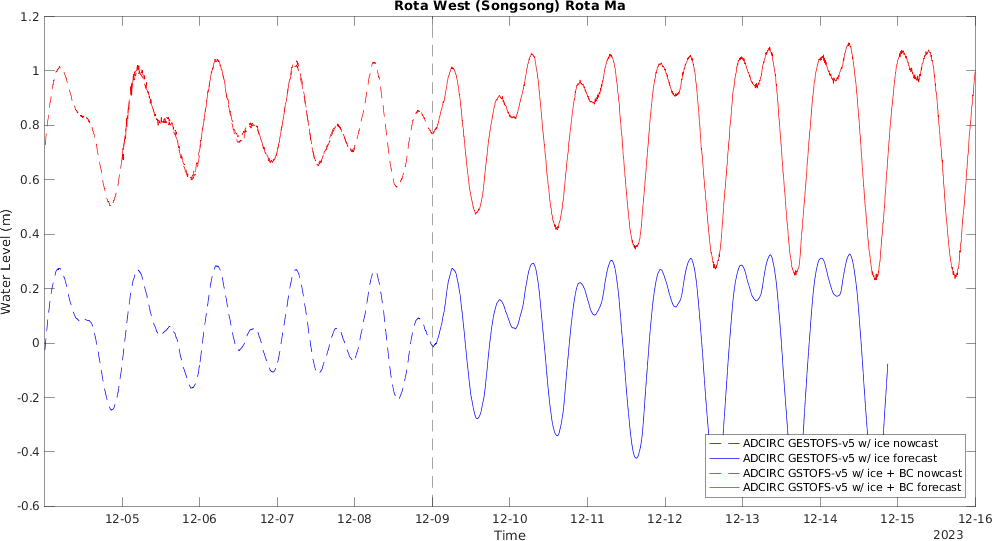 Rota West (Songsong) Rota Ma
1.2
1
0.8
0.6
0.4
0.2
0
-0.2
-0.4
-0.6
Water Level (m)
ADCIRC GESTOFS-v5 w/ ice nowcast
ADCIRC GESTOFS-v5 w/ ice forecast
ADCIRC GSTOFS-v5 w/ ice + BC nowcast
ADCIRC GSTOFS-v5 w/ ice + BC forecast
12-05 12-06 12-07 12-08 12-09 12-10 12-11 12-12 12-13 12-14 12-15 12-16
Time
2023